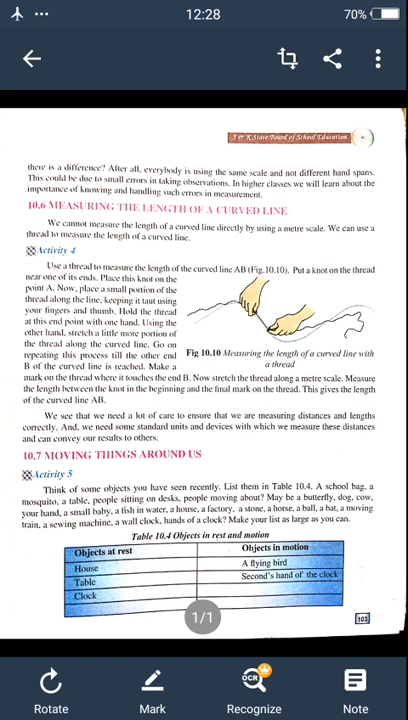 12:28
70%
J & K State Board of School Education
there is a difference? After all, everybody is using the same scale and not different hand spans.
This could be due to small errors in taking observations. In higher classes we will learn about the
importance of knowing and handling such errors in measurement.
10.6 MEASURING THE LENGTH OF A CURVED LINE
We cannot measure the length of a curved line directly by using a metre scale. We can use a
thread to measure the length of a curved line.
Activity 4
Use a thread to measure the length of the curved line AB (Fig.10.10). Put a knot on the thread
near one of its ends. Place this knot on the
point A. Now, place a small portion of the
thread along the line, keeping it taut using
your fingers and thumb. Hold the thread
at this end point with one hand. Using the
other hand, stretch a little more portion of
the thread along the curved line. Go on
repeating this process till the other end
B of the curved line is reached. Make a
Fig 10.10 Measuring the length of a curved line with
a thread
mark on the thread where it touches the end B. Now stretch the thread along a metre scale. Measure
the length between the knot in the beginning and the final mark on the thread. This gives the length
of the curved line AB.
We see that we need a lot of care to ensure that we are measuring distances and lengths
correctly. And, we need some standard units and devices with which we measure these distances
and can convey our results to others.
10.7 MOVING THINGS AROUND US
Activity 5
Think of some objects you have seen recently. List them in Table 10.4. A school bag, a
mosquito, a table, people sitting on desks, people moving about? May be a butterfly, dog, cow,
your hand, a small baby, a fish in water, a house, a factory, a stone, a horse, a ball, a bat, a moving
train, a sewing machine, a wall clock, hands of a clock? Make your list as large as you can.
Table 10.4 Objects in rest and motion
Objects at rest Objects in motion
House A flying bird
Table Second's hand of the clock
Clock
103
1/1
OCR
Rotate Mark Recognize Note